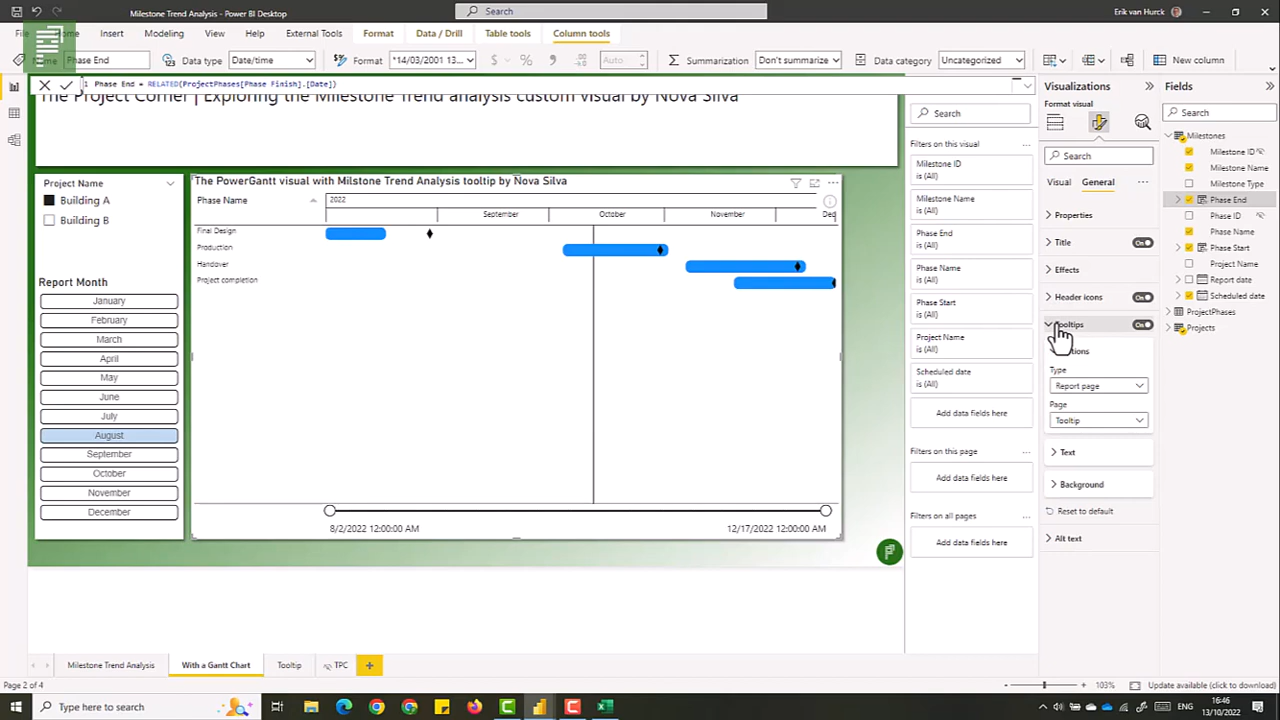 Milestone Trend Analysis - Power BI Desktop
Search
Erik van Hurck
Home
Insert
Modeling
View
Help
External Tools
Format
Data / Drill
Table tools
Column tools
Name
Phase End
Data type
Date/time
Format
*14/03/2001 13...
$
%
Auto
Summarization
Don't summarize
Data category
Uncategorized
New column
1 Phase End = RELATED(ProjectPhases[Phase Finish].[Date])
The Project Corner | Exploring the Milestone Trend analysis custom visual by Nova Silva
Project Name
Building A
Building B
Report Month
January
February
March
April
May
June
July
August
September
October
November
December
The PowerGantt visual with Milstone Trend Analysis tooltip by Nova Silva
Phase Name
2022
September
October
November
Dec
Final Design
Production
Handover
Project completion
8/2/2022 12:00:00 AM
12/17/2022 12:00:00 AM
Search
Filters on this visual
Milestone ID
is (All)
Milestone Name
is (All)
Phase End
is (All)
Phase Name
is (All)
Phase Start
is (All)
Project Name
is (All)
Scheduled date
is (All)
Add data fields here
Filters on this page
Add data fields here
Filters on all pages
Add data fields here
Visualizations
Format visual
Search
Visual
General
Properties
Title
On
Effects
Header icons
On
Tooltips
On
Options
Type
Report page
Page
Tooltip
Text
Background
Reset to default
Alt text
Fields
Search
Milestones
Milestone ID
Milestone Name
Milestone Type
Phase End
Phase ID
Phase Name
Phase Start
Project Name
Report date
Scheduled date
ProjectPhases
Projects
Milestone Trend Analysis
With a Gantt Chart
Tooltip
TPC
Page 2 of 4
103%
Update available (click to download)
Type here to search
ENG
16:46
13/10/2022